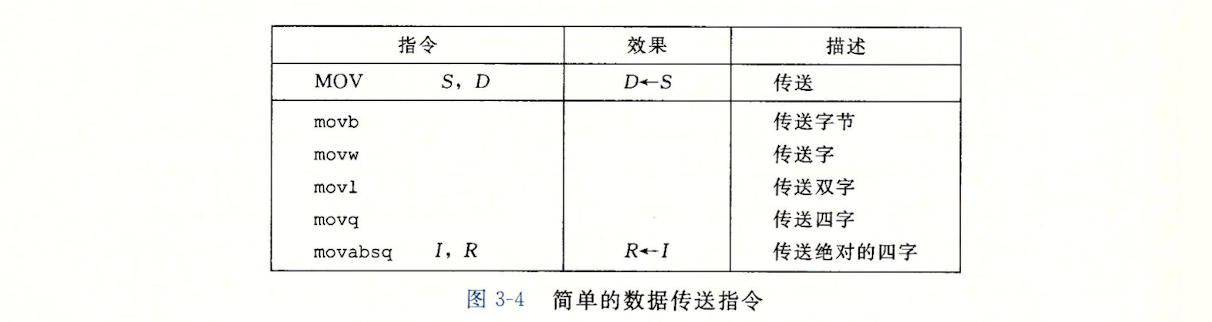 指令 效果 描述
MOV S, D D←S 传送
movb 传送字节
movw 传送字
movl 传送双字
movq 传送四字
movabsq I, R R←I 传送绝对的四字
图 3-4 简单的数据传送指令